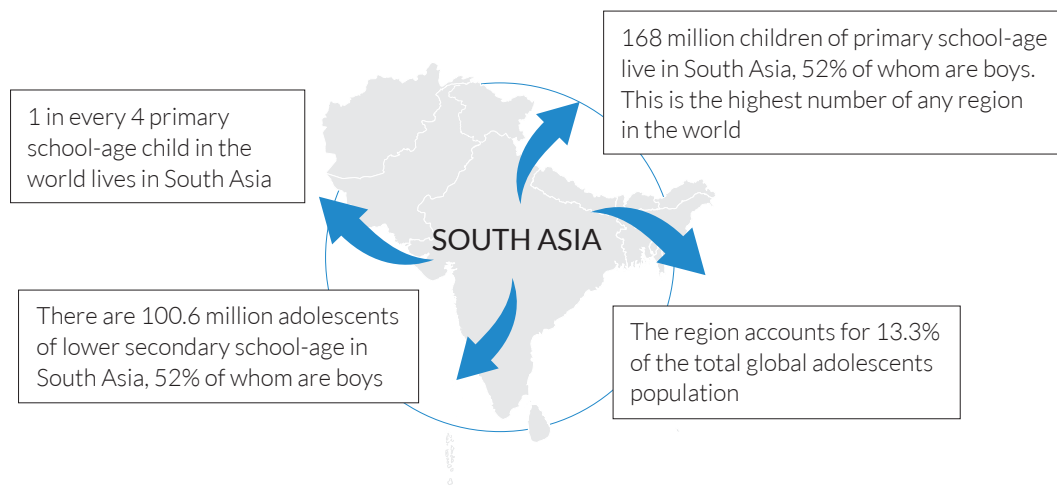 168 million children of primary school-age
live in South Asia, 52% of whom are boys.
This is the highest number of any region
in the world
1 in every 4 primary
school-age child in the
world lives in South Asia
SOUTH ASIA
There are 100.6 million adolescents
of lower secondary school-age in
South Asia, 52% of whom are boys
The region accounts for 13.3%
of the total global adolescents
population